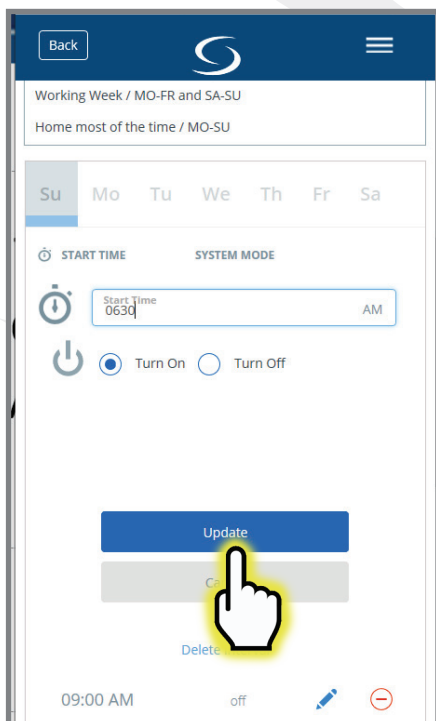 Back
Working Week / MO-FR and SA-SU
Home most of the time / MO-SU
Su Mo Tu We Th Fr Sa
START TIME SYSTEM MODE
Start Time
0630 AM
Turn On Turn Off
Update
Delete
09:00 AM off